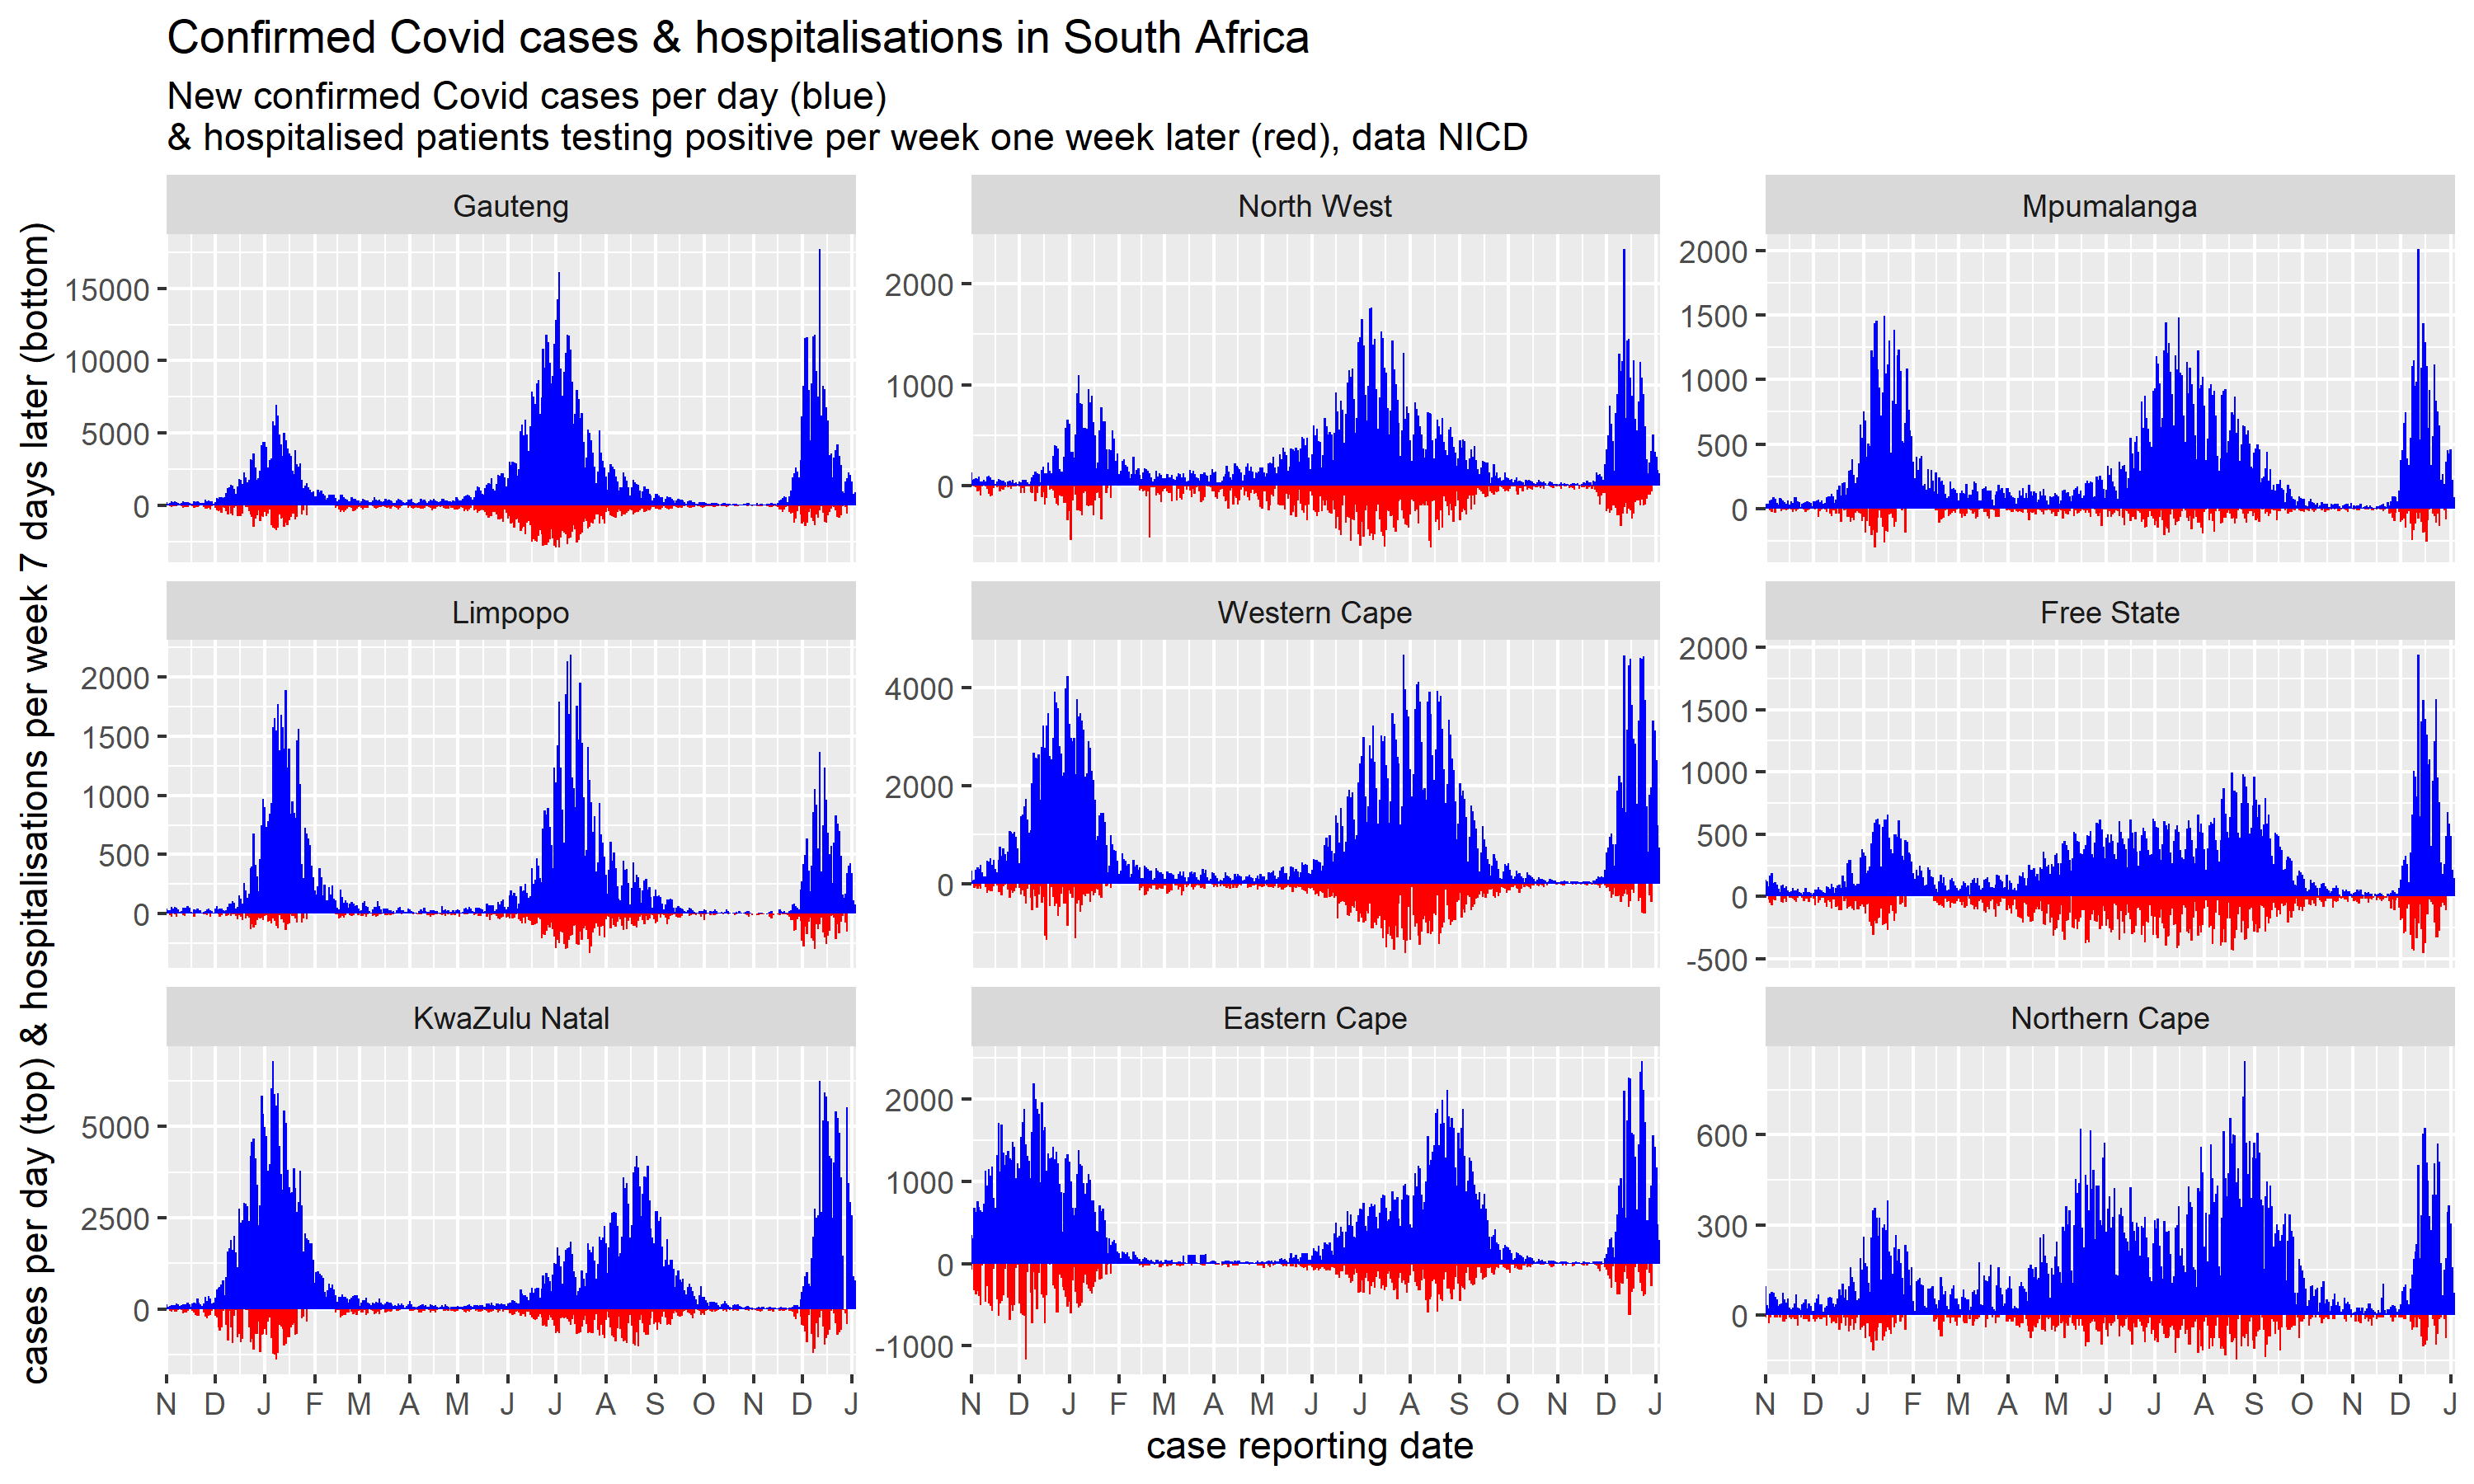 Confirmed Covid cases & hospitalisations in South Africa
New confirmed Covid cases per day (blue)
& hospitalised patients testing positive per week one week later (red), data NICD
cases per day (top) & hospitalisations per week 7 days later (bottom)
Gauteng
15000
10000
5000
0
North West
2000
1000
0
Mpumalanga
2000
1500
1000
500
0
Limpopo
2000
1500
1000
500
0
Western Cape
4000
2000
0
Free State
2000
1500
1000
500
0
-500
KwaZulu Natal
5000
2500
0
Eastern Cape
2000
1000
0
-1000
Northern Cape
600
300
0
N D J F M A M J J A S O N D J
N D J F M A M J J A S O N D J
N D J F M A M J J A S O N D J
case reporting date